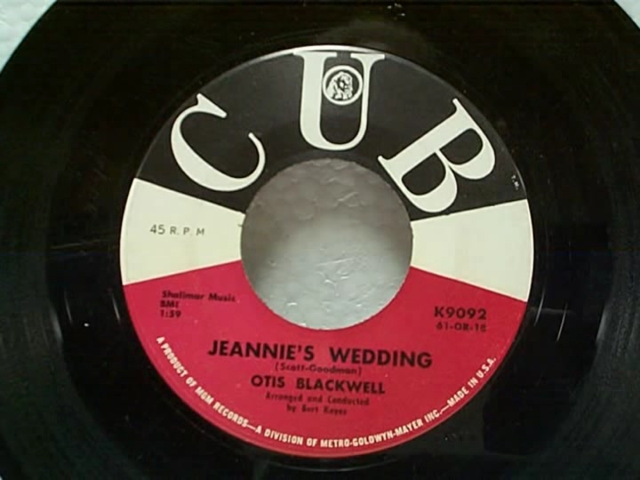 CUB
45 R. P. M
Shalimar Music
BMI
1:59
K9092
61-OB-18
JEANNIE'S WEDDING
(Scott-Goodman)
OTIS BLACKWELL
Arranged and Conducted
by Bert Keyes
A PRODUCT OF MGM RECORDS—A DIVISION OF METRO-GOLDWYN-MAYER INC.—MADE IN U.S.A.